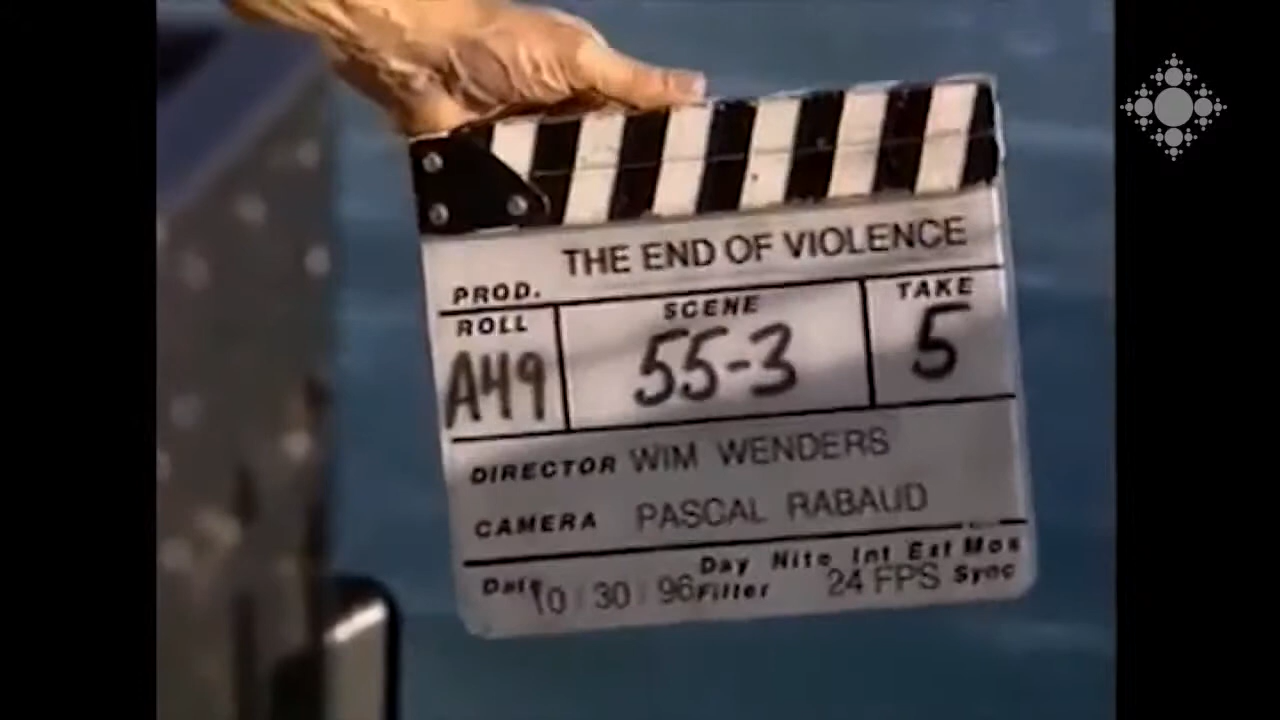 THE END OF VIOLENCE
PROD.
ROLL SCENE TAKE
A49 55-3 5
DIRECTOR WIM WENDERS
CAMERA PASCAL RABAUD
Day Nite Int Ext Mos
Date 10 30 96 Filter 24 FPS Sync